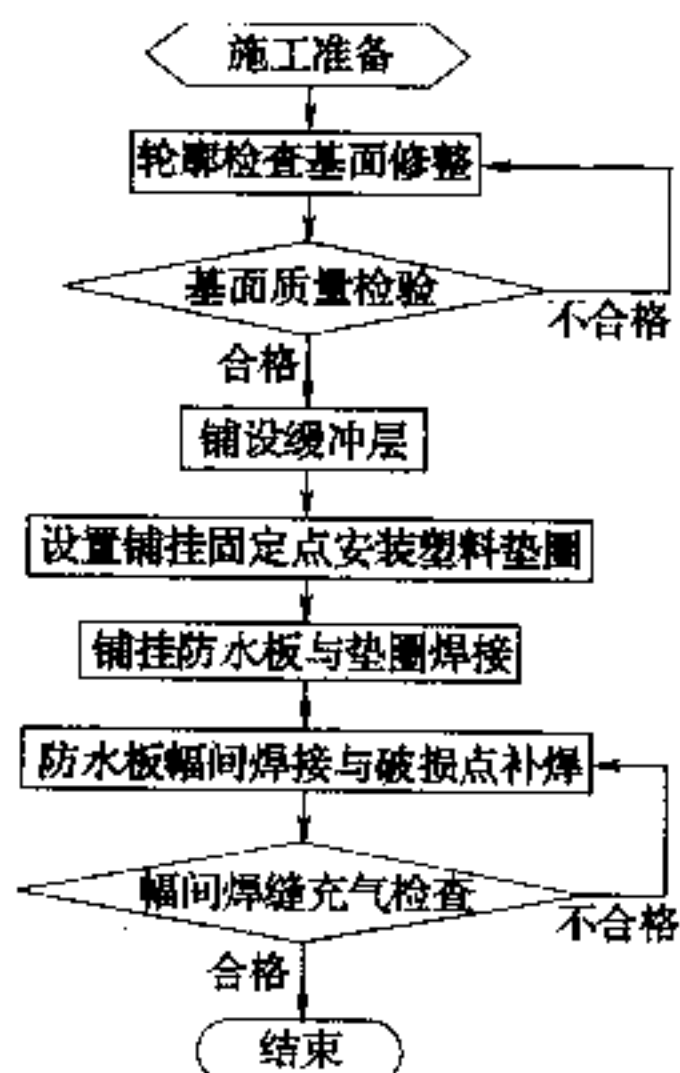 施工准备
轮廓检查基面修整
基面质量检验
不合格
合格
铺设缓冲层
设置铺挂固定点安装塑料垫圈
铺挂防水板与垫圈焊接
防水板幅间焊接与破损点补焊
幅间焊缝充气检查
不合格
合格
结束